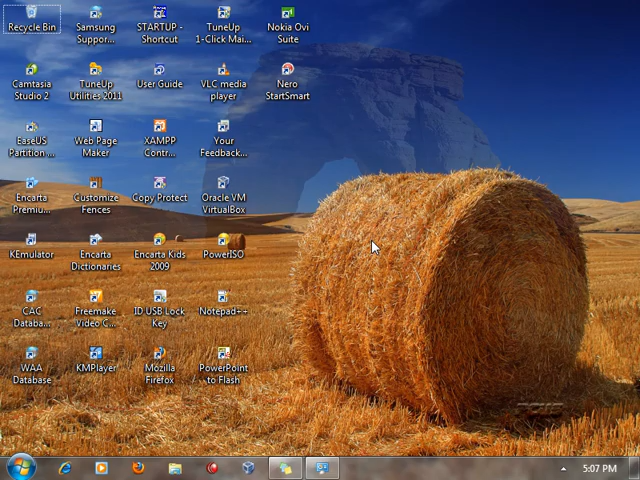 Recycle Bin
Samsung
Suppor...
STARTUP -
Shortcut
TuneUp
1-Click Mai...
Nokia Ovi
Suite
Camtasia
Studio 2
TuneUp
Utilities 2011
User Guide
VLC media
player
Nero
StartSmart
EaseUS
Partition ...
Web Page
Maker
XAMPP
Contr...
Your
Feedback...
Encarta
Premiu...
Customize
Fences
Copy Protect
Oracle VM
VirtualBox
KEmulator
Encarta
Dictionaries
Encarta Kids
2009
PowerISO
CAC
Databa...
Freemake
Video C...
ID USB Lock
Key
Notepad++
WAA
Database
KMPlayer
Mozilla
Firefox
PowerPoint
to Flash
5:07 PM